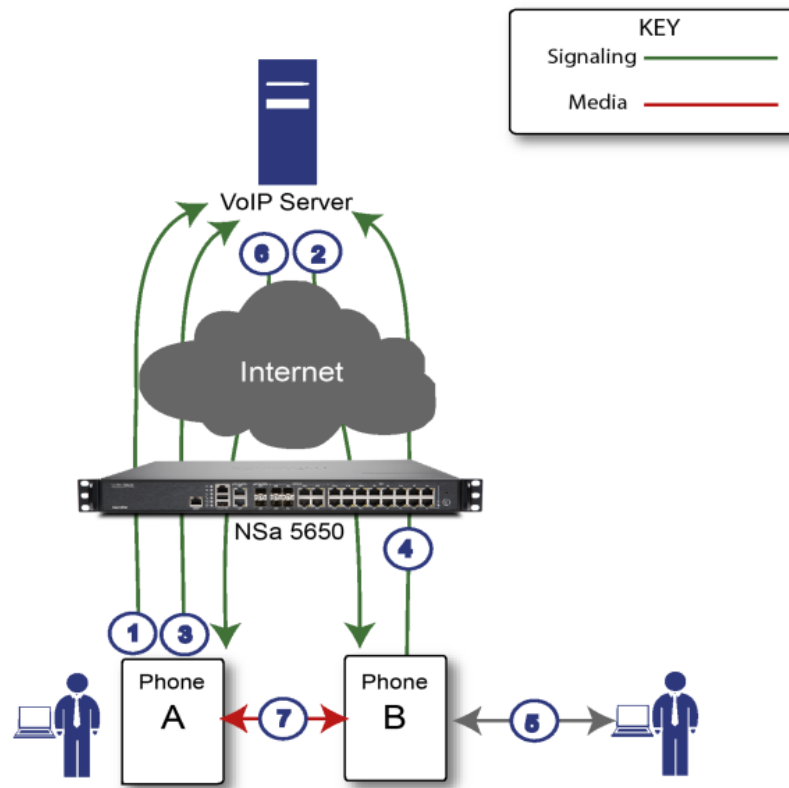 KEY
Signaling
Media
VoIP Server
6
2
Internet
NSa 5650
4
1
3
Phone
A
7
Phone
B
5